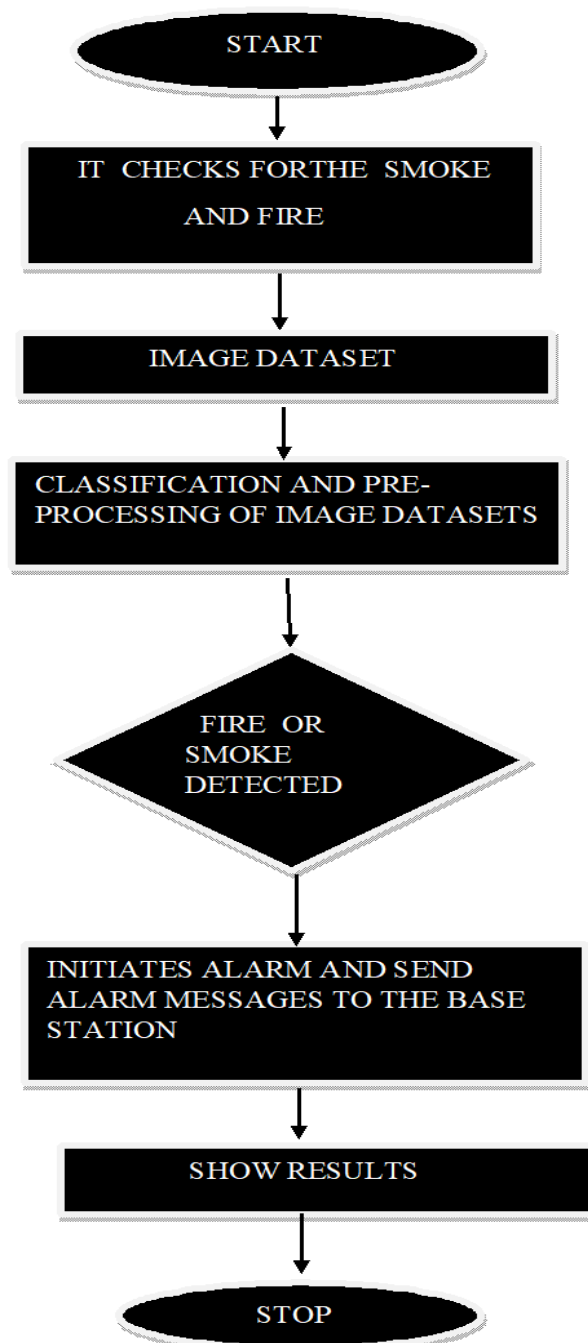 START
IT CHECKS FORTHE SMOKE
AND FIRE
IMAGE DATASET
CLASSIFICATION AND PRE-
PROCESSING OF IMAGE DATASETS
FIRE OR
SMOKE
DETECTED
INITIATES ALARM AND SEND
ALARM MESSAGES TO THE BASE
STATION
SHOW RESULTS
STOP